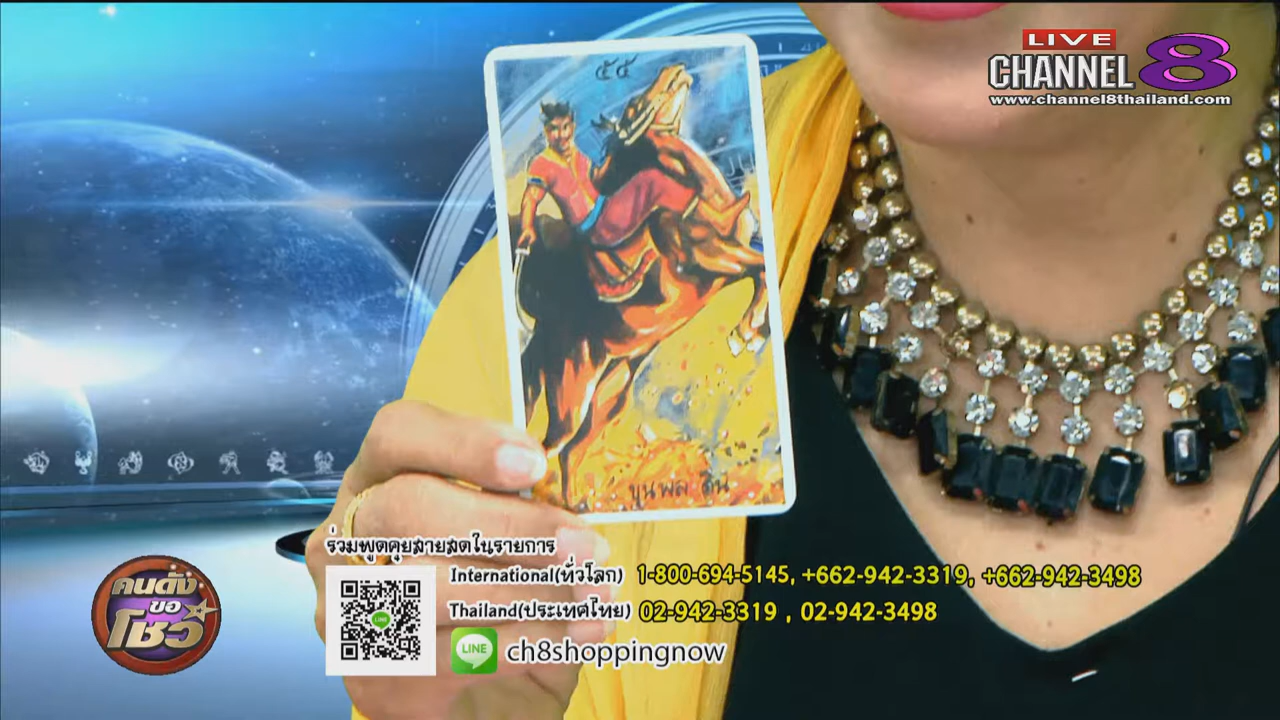 LIVE
CHANNEL 8
www.channel8thailand.com
๕๕
ขุนพล ดิน
ร่วมพูดคุยสายสดในรายการ
International(ทั่วโลก) 1-800-694-5145, +662-942-3319, +662-942-3498
Thailand(ประเทศไทย) 02-942-3319 , 02-942-3498
LINE
LINE ch8shoppingnow
คนดัง
ขอ
โชว์